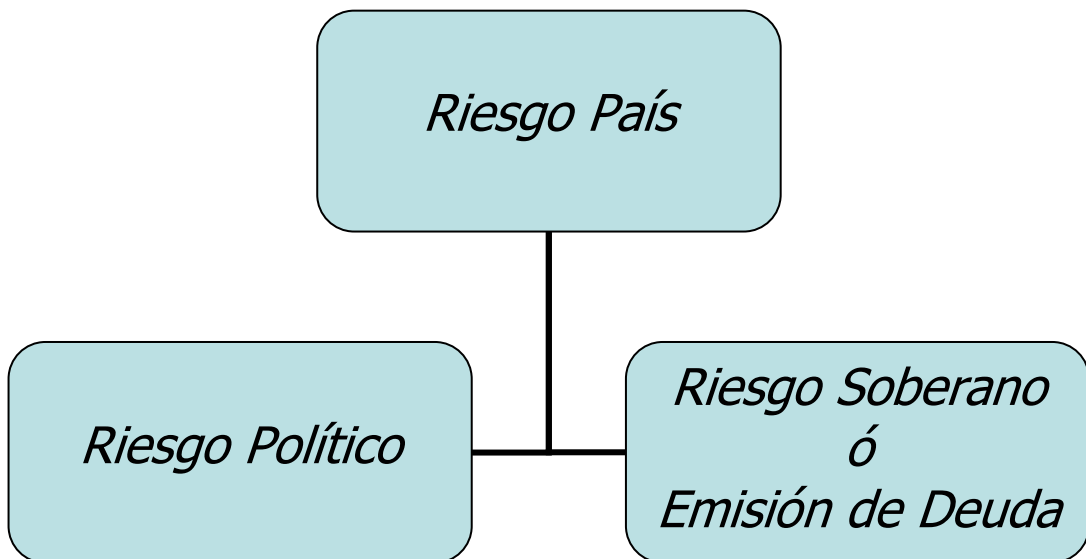 Riesgo País
Riesgo Político
Riesgo Soberano
ó
Emisión de Deuda